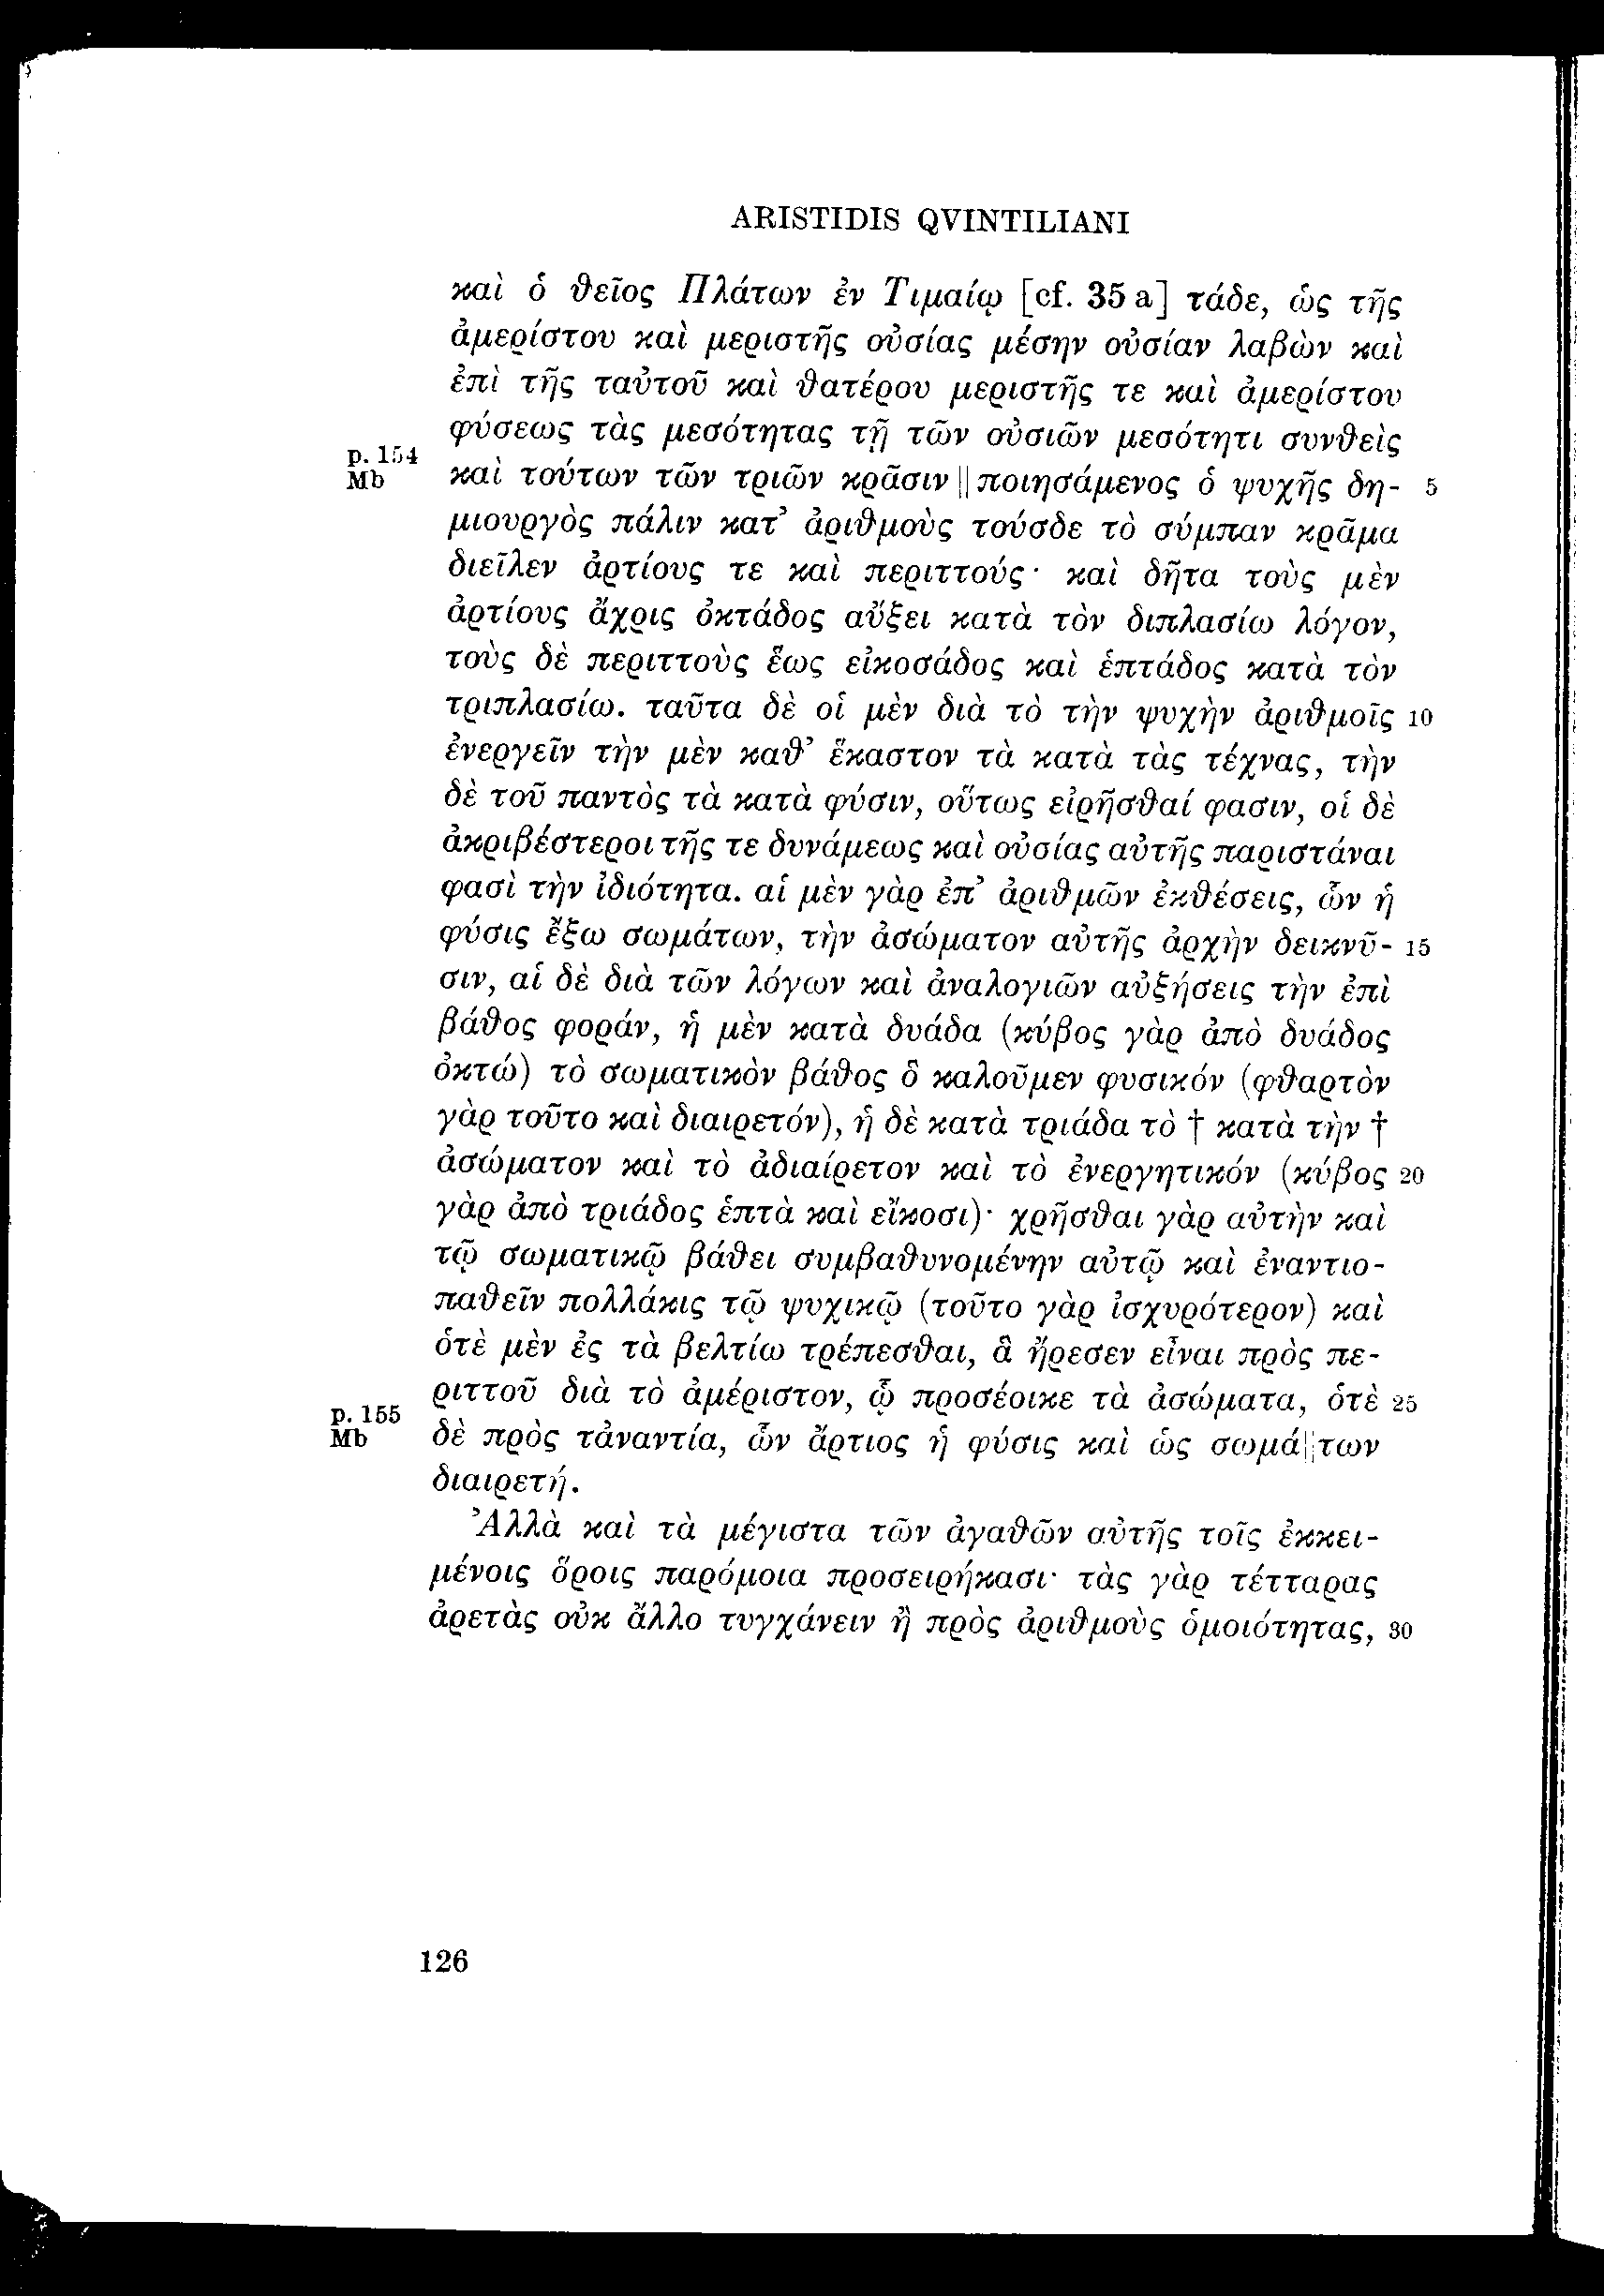 ARISTIDIS QVINTILIANI
καὶ ὁ θεῖος Πλάτων ἐν Τιμαίῳ [cf. 35 a] τάδε, ὡς τῆς
ἀμερίστου καὶ μεριστῆς οὐσίας μέσην οὐσίαν λαβὼν καὶ
ἐπὶ τῆς ταὐτοῦ καὶ θατέρου μεριστῆς τε καὶ ἀμερίστου
φύσεως τὰς μεσότητας τῇ τῶν οὐσιῶν μεσότητι συνθεὶς
p. 154
Mb καὶ τούτων τῶν τριῶν κρᾶσιν || ποιησάμενος ὁ ψυχῆς δη- 5
μιουργὸς πάλιν κατ’ ἀριθμοὺς τούσδε τὸ σύμπαν κρᾶμα
διεῖλεν ἀρτίους τε καὶ περιττούς· καὶ δῆτα τοὺς μὲν
ἀρτίους ἄχρις ὀκτάδος αὔξει κατὰ τὸν διπλασίω λόγον,
τοὺς δὲ περιττοὺς ἕως εἰκοσάδος καὶ ἑπτάδος κατὰ τὸν
τριπλασίω. ταῦτα δὲ οἱ μὲν διὰ τὸ τὴν ψυχὴν ἀριθμοῖς 10
ἐνεργεῖν τὴν μὲν καθ’ ἕκαστον τὰ κατὰ τὰς τέχνας, τὴν
δὲ τοῦ παντὸς τὰ κατὰ φύσιν, οὕτως εἰρῆσθαί φασιν, οἱ δὲ
ἀκριβέστεροι τῆς τε δυνάμεως καὶ οὐσίας αὐτῆς παριστάναι
φασὶ τὴν ἰδιότητα. αἱ μὲν γὰρ ἐπ’ ἀριθμῶν ἐκθέσεις, ὧν ἡ
φύσις ἔξω σωμάτων, τὴν ἀσώματον αὐτῆς ἀρχὴν δεικνῦ- 15
σιν, αἱ δὲ διὰ τῶν λόγων καὶ ἀναλογιῶν αὐξήσεις τὴν ἐπὶ
βάθος φοράν, ἡ μὲν κατὰ δυάδα (κύβος γὰρ ἀπὸ δυάδος
ὀκτώ) τὸ σωματικὸν βάθος ὃ καλοῦμεν φυσικόν (φθαρτὸν
γὰρ τοῦτο καὶ διαιρετόν), ἡ δὲ κατὰ τριάδα τὸ † κατὰ τὴν †
ἀσώματον καὶ τὸ ἀδιαίρετον καὶ τὸ ἐνεργητικόν (κύβος 20
γὰρ ἀπὸ τριάδος ἑπτὰ καὶ εἴκοσι)· χρῆσθαι γὰρ αὐτὴν καὶ
τῷ σωματικῷ βάθει συμβαθυνομένην αὐτῷ καὶ ἐναντιο-
παθεῖν πολλάκις τῷ ψυχικῷ (τοῦτο γὰρ ἰσχυρότερον) καὶ
ὁτὲ μὲν ἐς τὰ βελτίω τρέπεσθαι, ἃ ἤρεσεν εἶναι πρὸς πε-
ριττοῦ διὰ τὸ ἀμέριστον, ᾧ προσέοικε τὰ ἀσώματα, ὁτὲ 25
p. 155
Mb δὲ πρὸς τἀναντία, ὧν ἄρτιος ἡ φύσις καὶ ὡς σωμά||των
διαιρετή.
Ἀλλὰ καὶ τὰ μέγιστα τῶν ἀγαθῶν αὐτῆς τοῖς ἐκκει-
μένοις ὅροις παρόμοια προσειρήκασι· τὰς γὰρ τέτταρας
ἀρετὰς οὐκ ἄλλο τυγχάνειν ἢ πρὸς ἀριθμοὺς ὁμοιότητας, 30
126